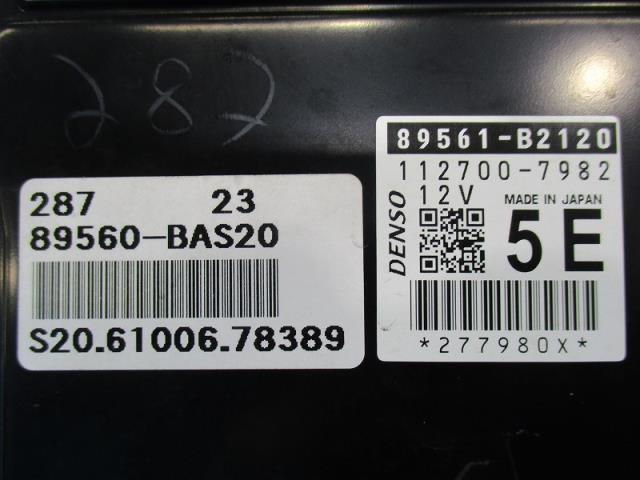 287
287 23
89560-BAS20
S20.61006.78389
89561-B2120
112700-7982
12V MADE IN JAPAN
DENSO
5E
*277980X*